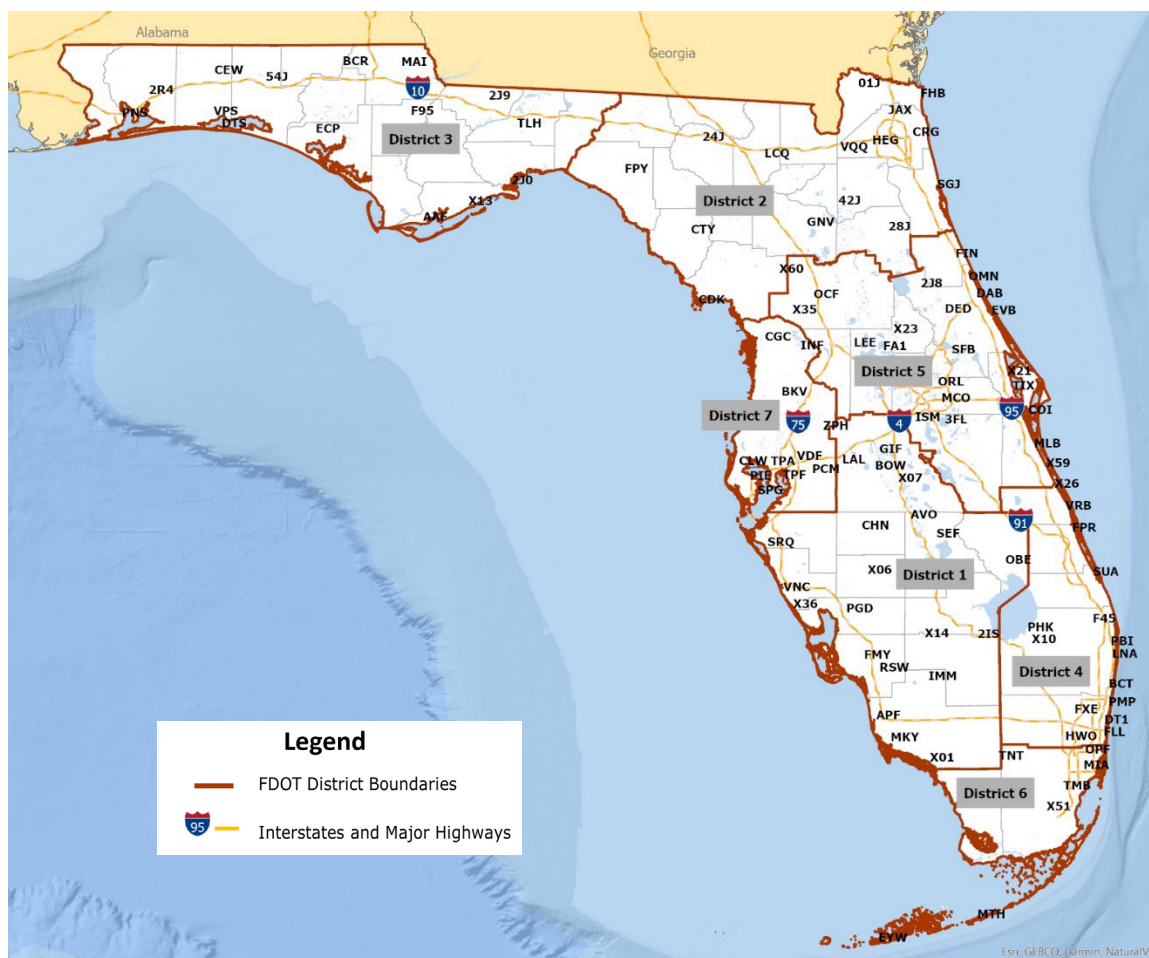 Alabama
Georgia
BCR
MAI
CEW
54J
2R4
10
2J9
01J
FHB
PNS
VPS
DTS
F95
JAX
TLH
ECP
District 3
24J
HEG
CRG
VQQ
LCQ
FPY
2J0
SGJ
District 2
42J
X13
AAF
GNV
28J
CTY
FIN
X60
OMN
2J8
OCF
DAB
CDK
X35
DED
EVB
X23
CGC
INF
LEE
FA1
SFB
District 5
X21
ORL
TIX
BKV
MCO
District 7
75
ZPH
4
ISM
3FL
95
COI
MLB
GIF
CLW
TPA
VDF
PCM
LAL
BOW
X59
PIE
TPF
X07
SPG
X26
VRB
AVO
91
CHN
FPR
SEF
SRQ
OBE
X06
District 1
SUA
VNC
X36
PGD
F45
PHK
X14
2IS
X10
PBI
LNA
FMY
RSW
IMM
District 4
BCT
PMP
FXE
APF
DT1
FLL
MKY
HWO
OPF
X01
TNT
MIA
TMB
District 6
X51
MTH
EYW
Legend
FDOT District Boundaries
95
Interstates and Major Highways
Esri, GEBCO, Garmin, NaturalV